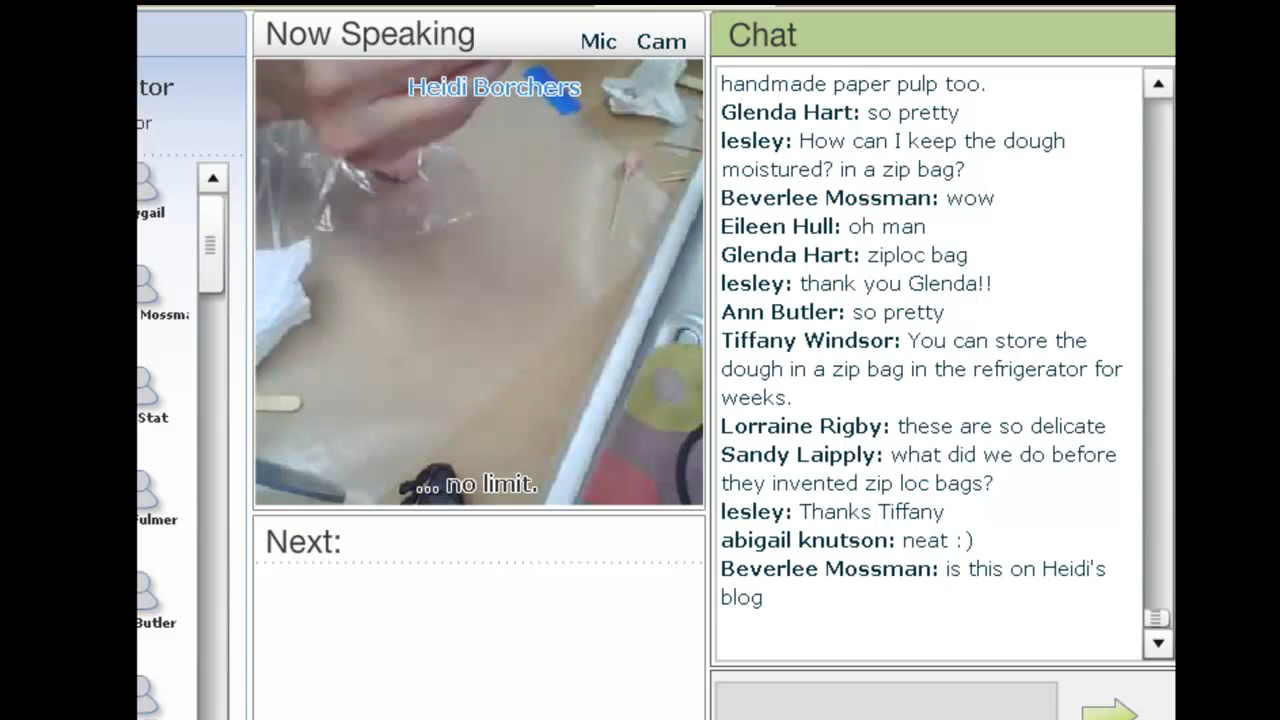 tor
or
gail
Mossma
Stat
ulmer
Butler
Now Speaking
Mic Cam
Heidi Borchers
... no limit.
Next:
Chat
handmade paper pulp too.
Glenda Hart: so pretty
lesley: How can I keep the dough
moistured? in a zip bag?
Beverlee Mossman: wow
Eileen Hull: oh man
Glenda Hart: ziploc bag
lesley: thank you Glenda!!
Ann Butler: so pretty
Tiffany Windsor: You can store the
dough in a zip bag in the refrigerator for
weeks.
Lorraine Rigby: these are so delicate
Sandy Laipply: what did we do before
they invented zip loc bags?
lesley: Thanks Tiffany
abigail knutson: neat :)
Beverlee Mossman: is this on Heidi's
blog